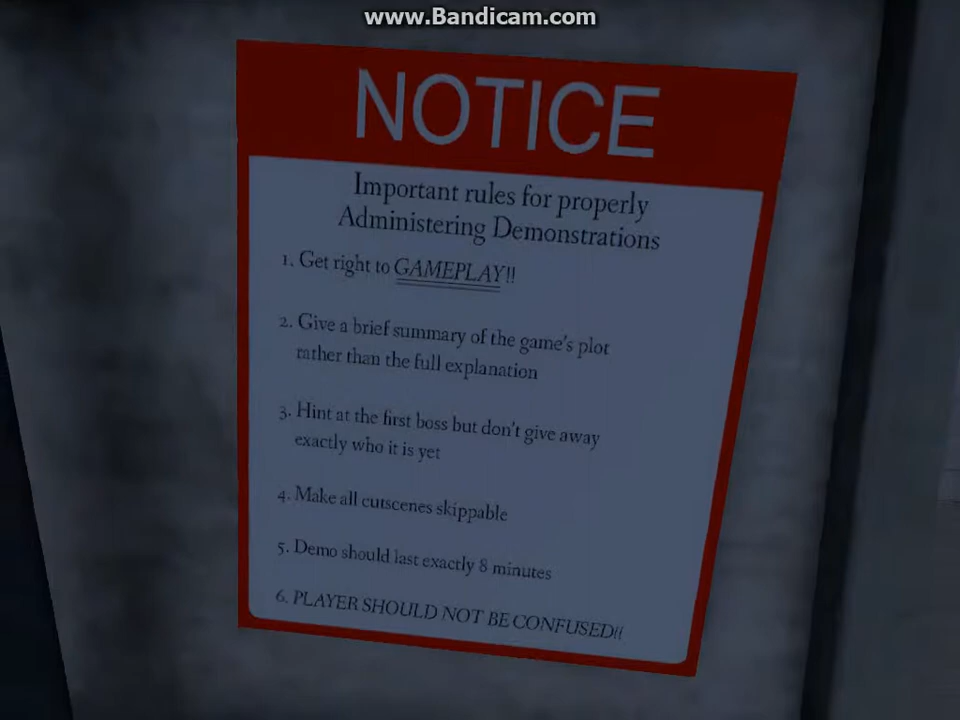 www.Bandicam.com
NOTICE
Important rules for properly
Administering Demonstrations
1. Get right to GAMEPLAY!!
2. Give a brief summary of the game's plot
rather than the full explanation
3. Hint at the first boss but don't give away
exactly who it is yet
4. Make all cutscenes skippable
5. Demo should last exactly 8 minutes
6. PLAYER SHOULD NOT BE CONFUSED!!